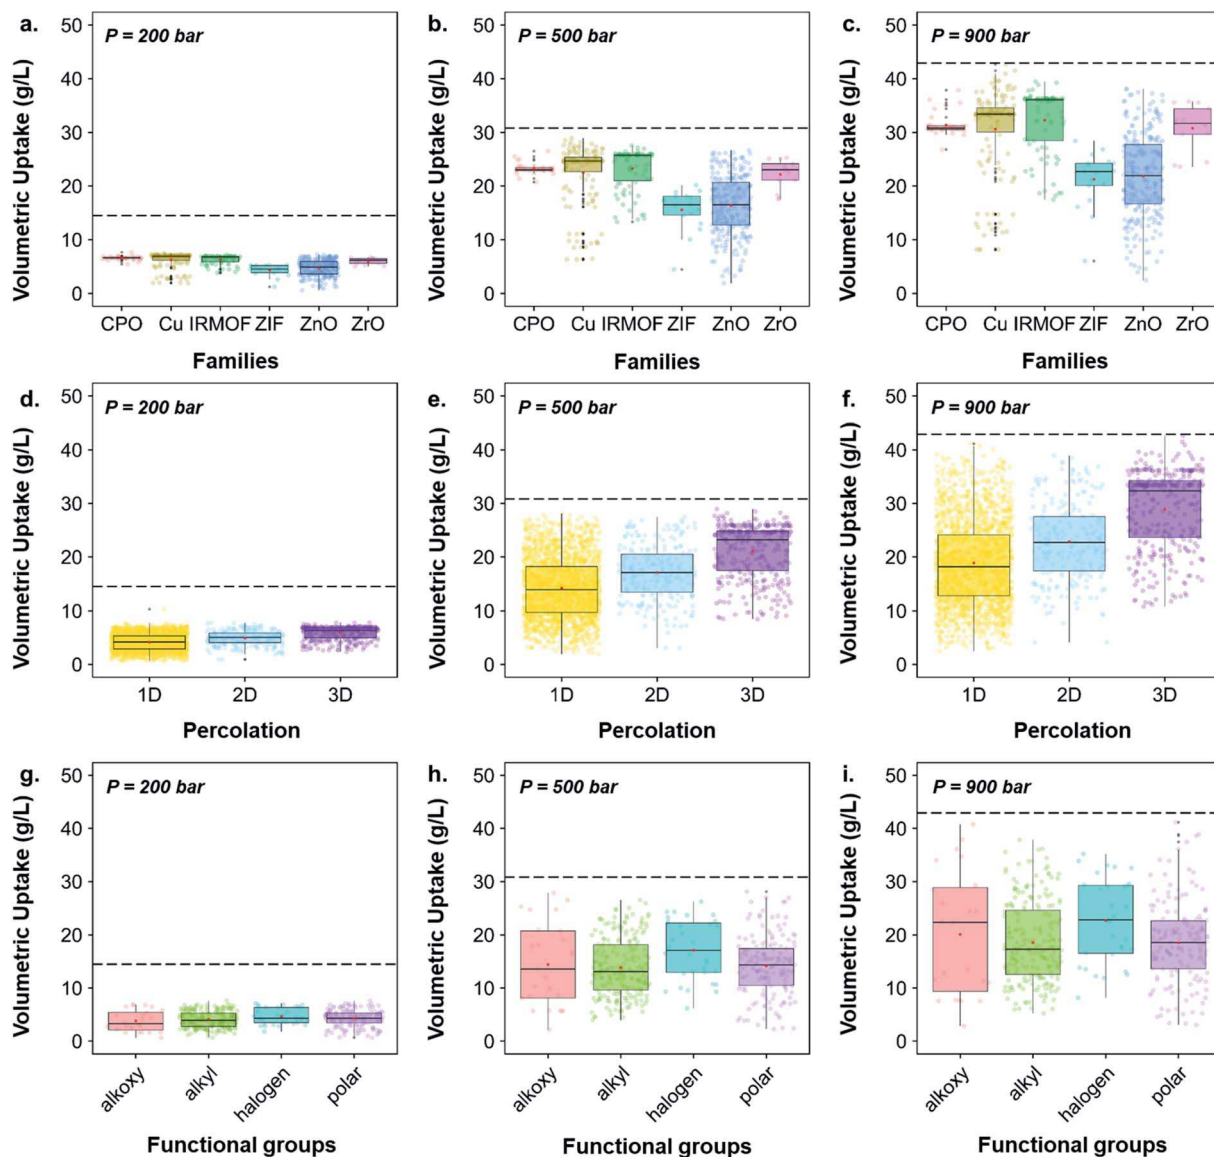 a.
P = 200 bar
Volumetric Uptake (g/L)
50
40
30
20
10
0
CPO Cu IRMOF ZIF ZnO ZrO
Families
b.
P = 500 bar
Volumetric Uptake (g/L)
50
40
30
20
10
0
CPO Cu IRMOF ZIF ZnO ZrO
Families
c.
P = 900 bar
Volumetric Uptake (g/L)
50
40
30
20
10
0
CPO Cu IRMOF ZIF ZnO ZrO
Families
d.
P = 200 bar
Volumetric Uptake (g/L)
50
40
30
20
10
0
1D 2D 3D
Percolation
e.
P = 500 bar
Volumetric Uptake (g/L)
50
40
30
20
10
0
1D 2D 3D
Percolation
f.
P = 900 bar
Volumetric Uptake (g/L)
50
40
30
20
10
0
1D 2D 3D
Percolation
g.
P = 200 bar
Volumetric Uptake (g/L)
50
40
30
20
10
0
alkoxy alkyl halogen polar
Functional groups
h.
P = 500 bar
Volumetric Uptake (g/L)
50
40
30
20
10
0
alkoxy alkyl halogen polar
Functional groups
i.
P = 900 bar
Volumetric Uptake (g/L)
50
40
30
20
10
0
alkoxy alkyl halogen polar
Functional groups